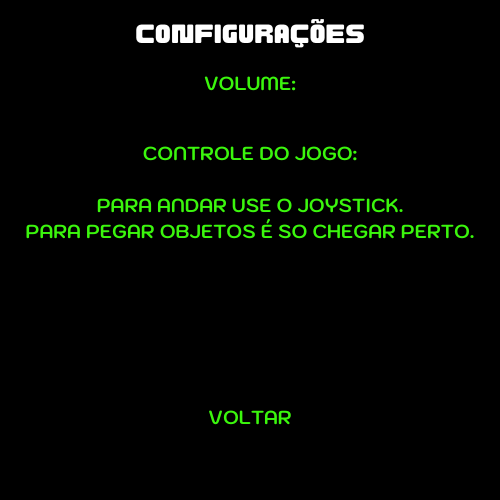 CONFIGURAÇÕES
VOLUME:
CONTROLE DO JOGO:
PARA ANDAR USE O JOYSTICK.
PARA PEGAR OBJETOS É SO CHEGAR PERTO.
VOLTAR